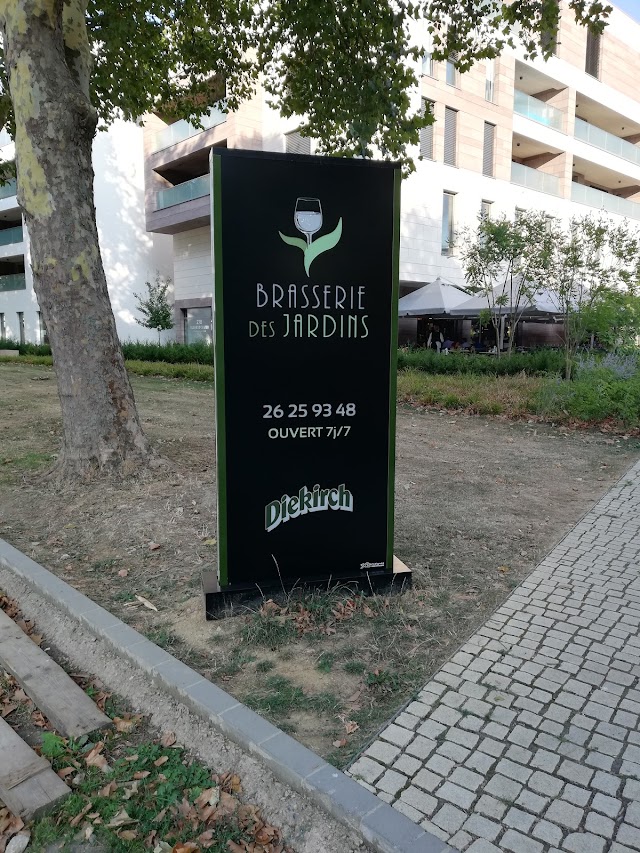 BRASSERIE
DES JARDINS
26 25 93 48
OUVERT 7j/7
Diekirch